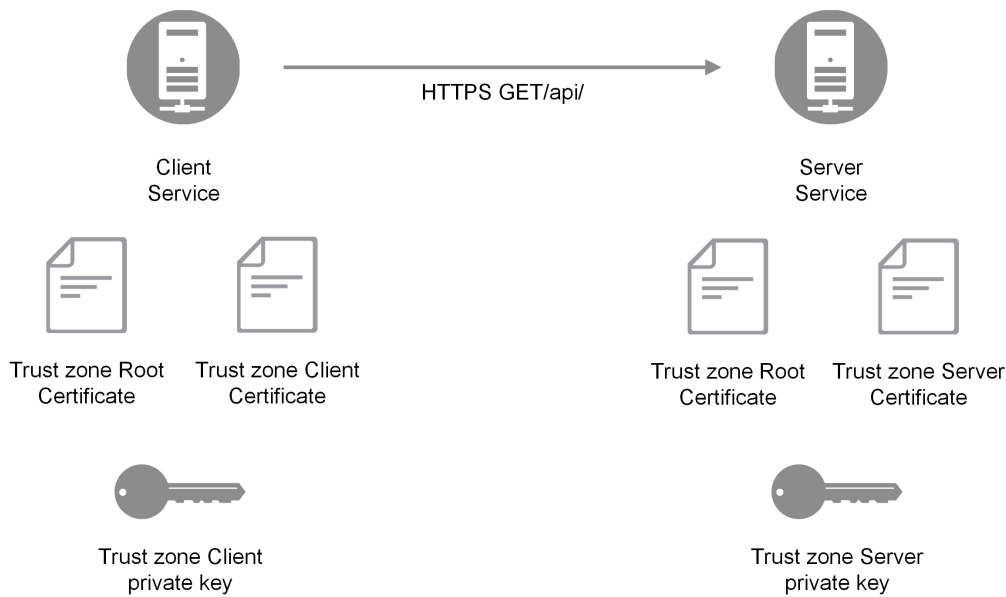 HTTPS GET/api/
Client
Service
Server
Service
Trust zone Root
Certificate
Trust zone Client
Certificate
Trust zone Root
Certificate
Trust zone Server
Certificate
Trust zone Client
private key
Trust zone Server
private key